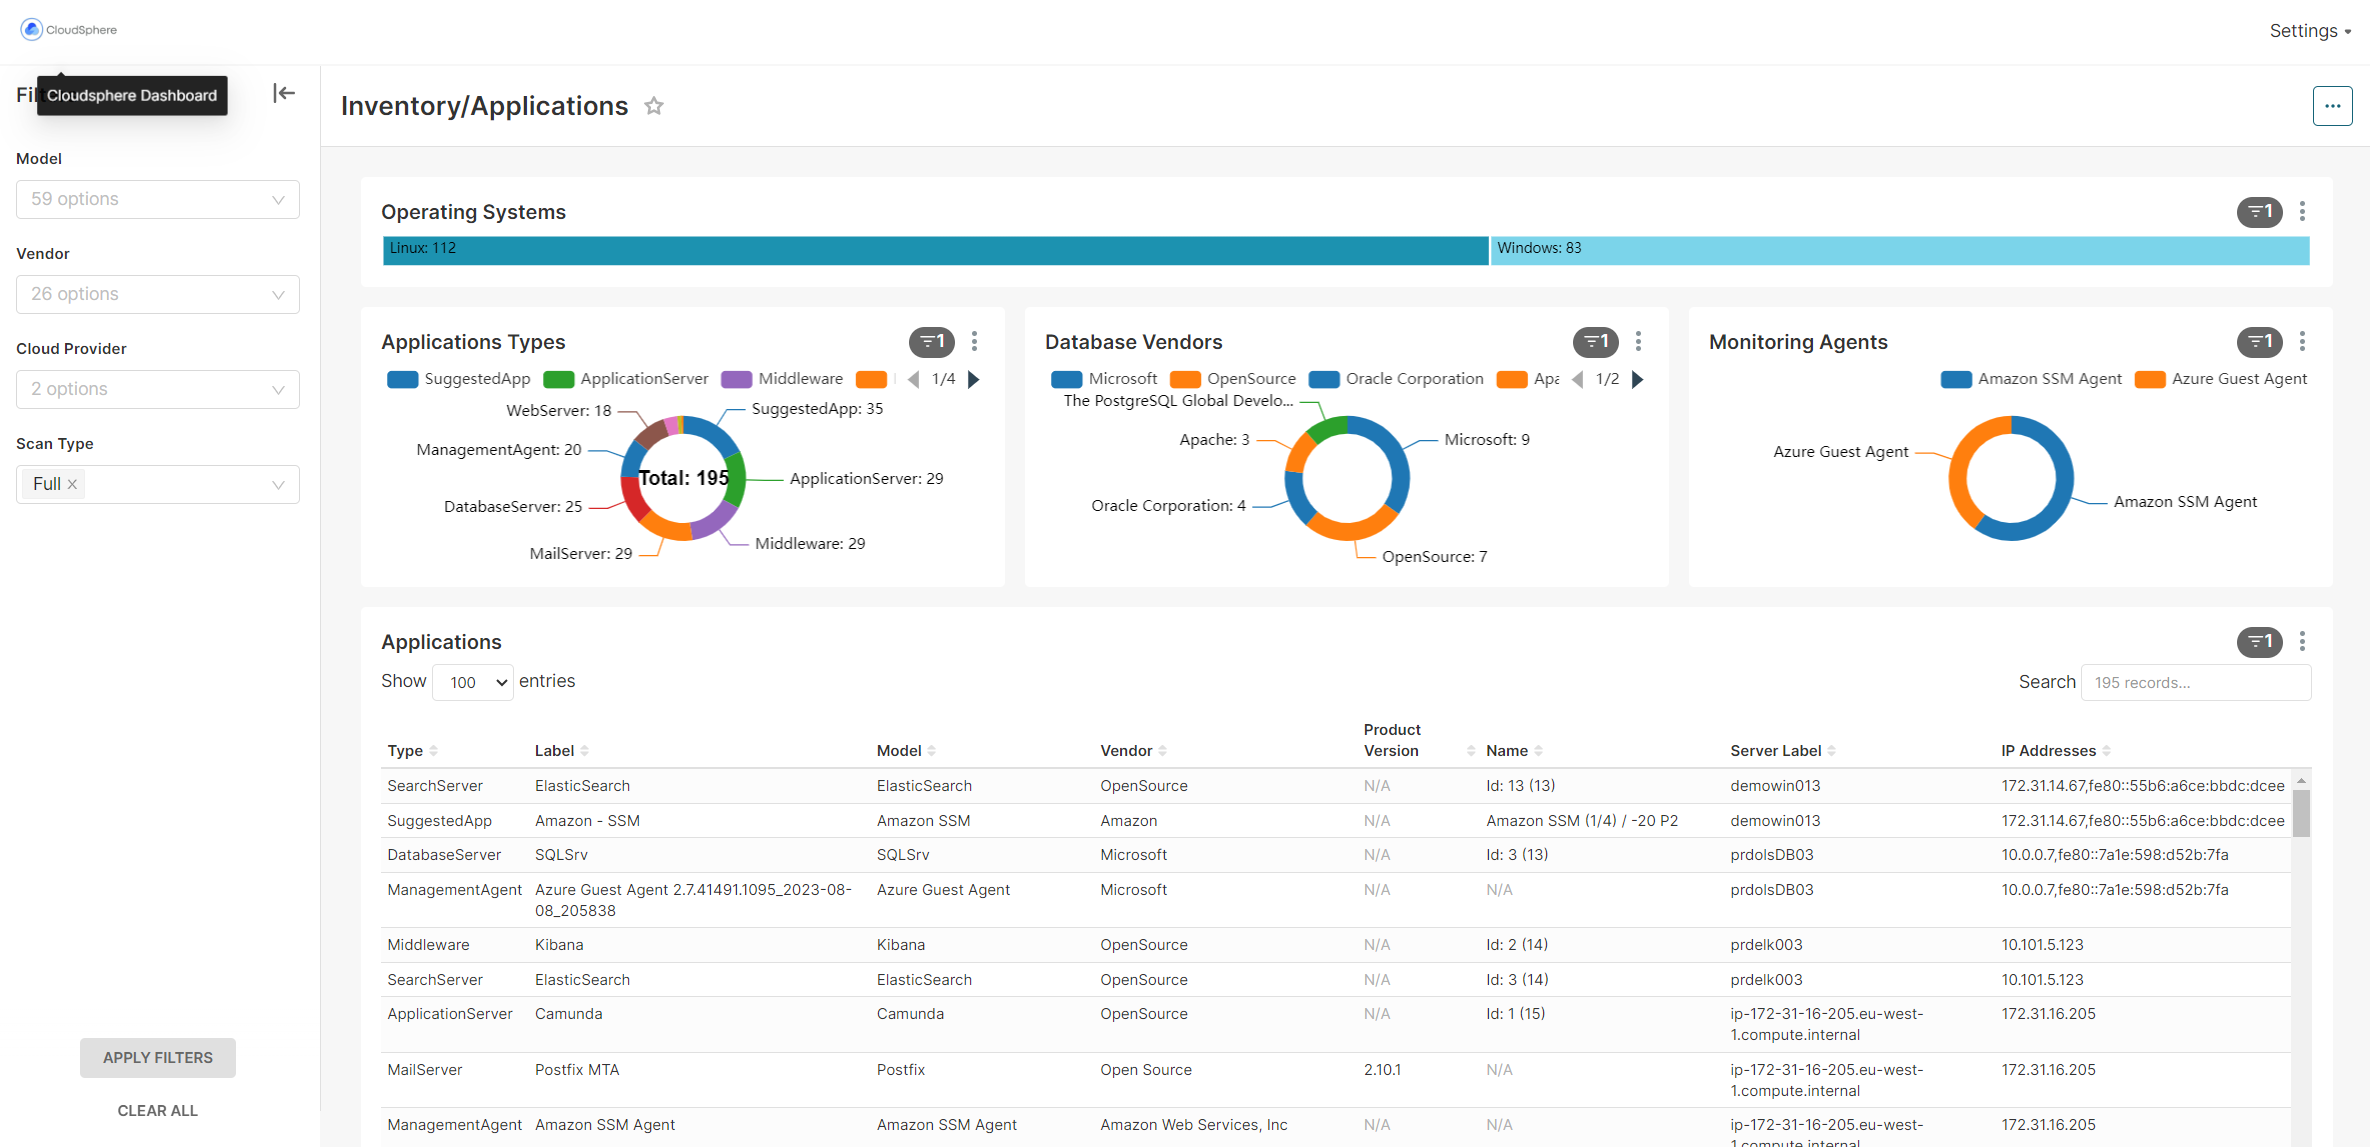 CloudSphere
Settings
Cloudsphere Dashboard
Inventory/Applications
Model
59 options
Vendor
26 options
Cloud Provider
2 options
Scan Type
Full
APPLY FILTERS
CLEAR ALL
Operating Systems
1
Linux: 112
Windows: 83
Applications Types
1
SuggestedApp ApplicationServer Middleware 1/4
WebServer: 18
SuggestedApp: 35
ManagementAgent: 20
Total: 195
ApplicationServer: 29
DatabaseServer: 25
Middleware: 29
MailServer: 29
Database Vendors
1
Microsoft OpenSource Oracle Corporation Apa 1/2
The PostgreSQL Global Develo...
Apache: 3
Microsoft: 9
Oracle Corporation: 4
OpenSource: 7
Monitoring Agents
1
Amazon SSM Agent Azure Guest Agent
Azure Guest Agent
Amazon SSM Agent
Applications
1
Show 100 entries
Search 195 records...
Type Label Model Vendor Product Version Name Server Label IP Addresses
SearchServer ElasticSearch ElasticSearch OpenSource N/A Id: 13 (13) demowin013 172.31.14.67,fe80::55b6:a6ce:bbdc:dcee
SuggestedApp Amazon - SSM Amazon SSM Amazon N/A Amazon SSM (1/4) / -20 P2 demowin013 172.31.14.67,fe80::55b6:a6ce:bbdc:dcee
DatabaseServer SQLSrv SQLSrv Microsoft N/A Id: 3 (13) prdolsDB03 10.0.0.7,fe80::7a1e:598:d52b:7fa
ManagementAgent Azure Guest Agent 2.7.41491.1095_2023-08- Azure Guest Agent Microsoft N/A N/A prdolsDB03 10.0.0.7,fe80::7a1e:598:d52b:7fa
08_205838
Middleware Kibana Kibana OpenSource N/A Id: 2 (14) prdelk003 10.101.5.123
SearchServer ElasticSearch ElasticSearch OpenSource N/A Id: 3 (14) prdelk003 10.101.5.123
ApplicationServer Camunda Camunda OpenSource N/A Id: 1 (15) ip-172-31-16-205.eu-west- 172.31.16.205
1.compute.internal
MailServer Postfix MTA Postfix Open Source 2.10.1 N/A ip-172-31-16-205.eu-west- 172.31.16.205
1.compute.internal
ManagementAgent Amazon SSM Agent Amazon SSM Agent Amazon Web Services, Inc N/A N/A ip-172-31-16-205.eu-west- 172.31.16.205
1.compute.internal